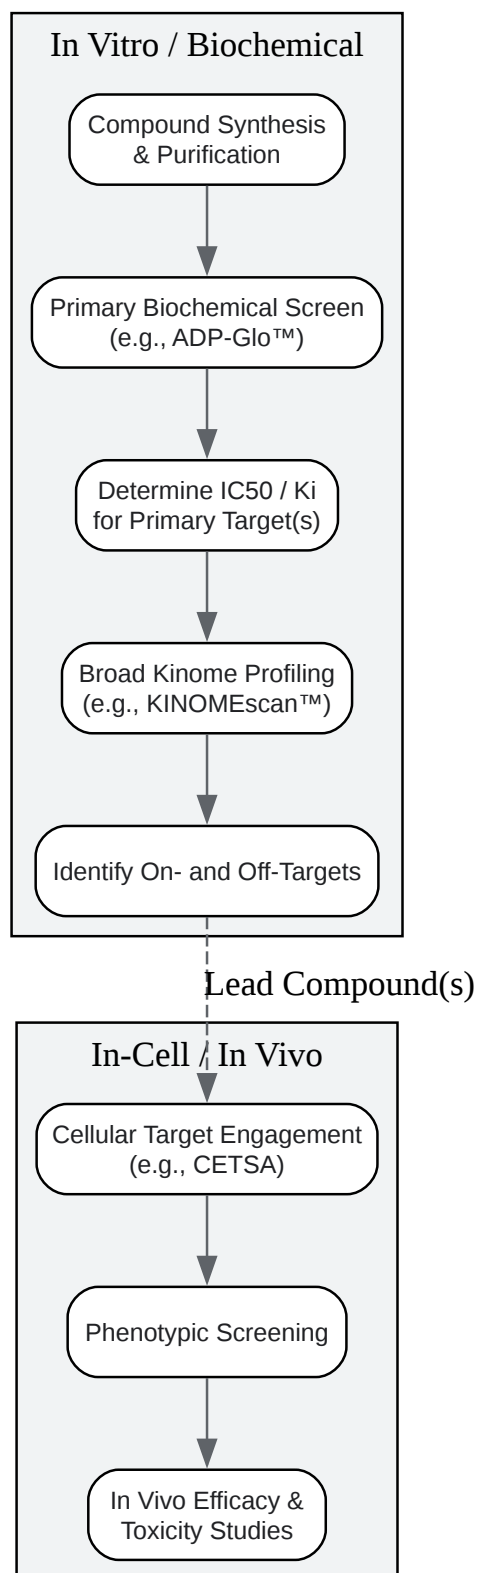 In Vitro / Biochemical
Compound Synthesis
& Purification
Primary Biochemical Screen
(e.g., ADP-Glo™)
Determine IC50 / Ki
for Primary Target(s)
Broad Kinome Profiling
(e.g., KINOMEscan™)
Identify On- and Off-Targets
Lead Compound(s)
In-Cell / In Vivo
Cellular Target Engagement
(e.g., CETSA)
Phenotypic Screening
In Vivo Efficacy &
Toxicity Studies